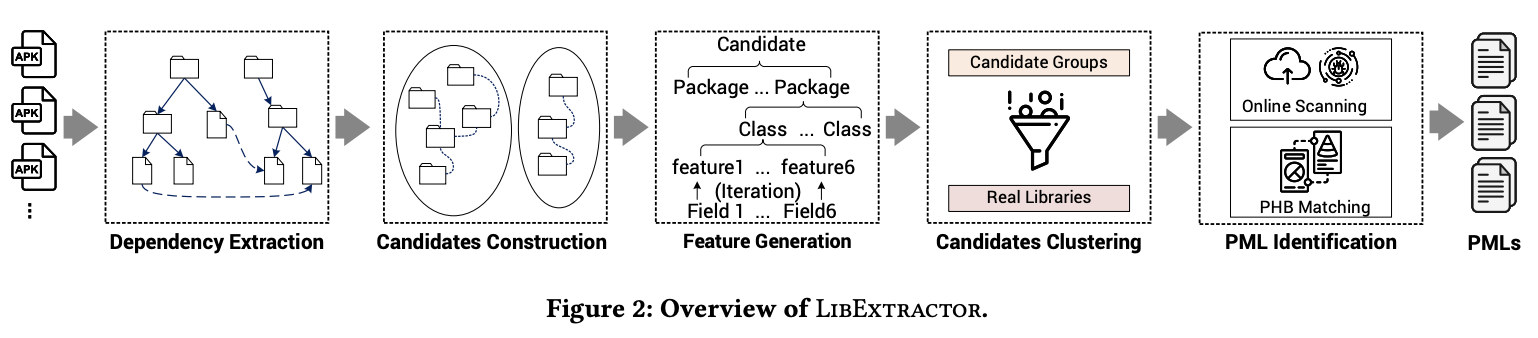 APK
APK
APK
Dependency Extraction
Candidates Construction
Candidate
Package ... Package
Class ... Class
feature1 ... feature6
(Iteration)
Field 1 ... Field6
Feature Generation
Candidate Groups
Real Libraries
Candidates Clustering
Online Scanning
PHB Matching
PML Identification
PMLs
Figure 2: Overview of LIBEXTRACTOR.